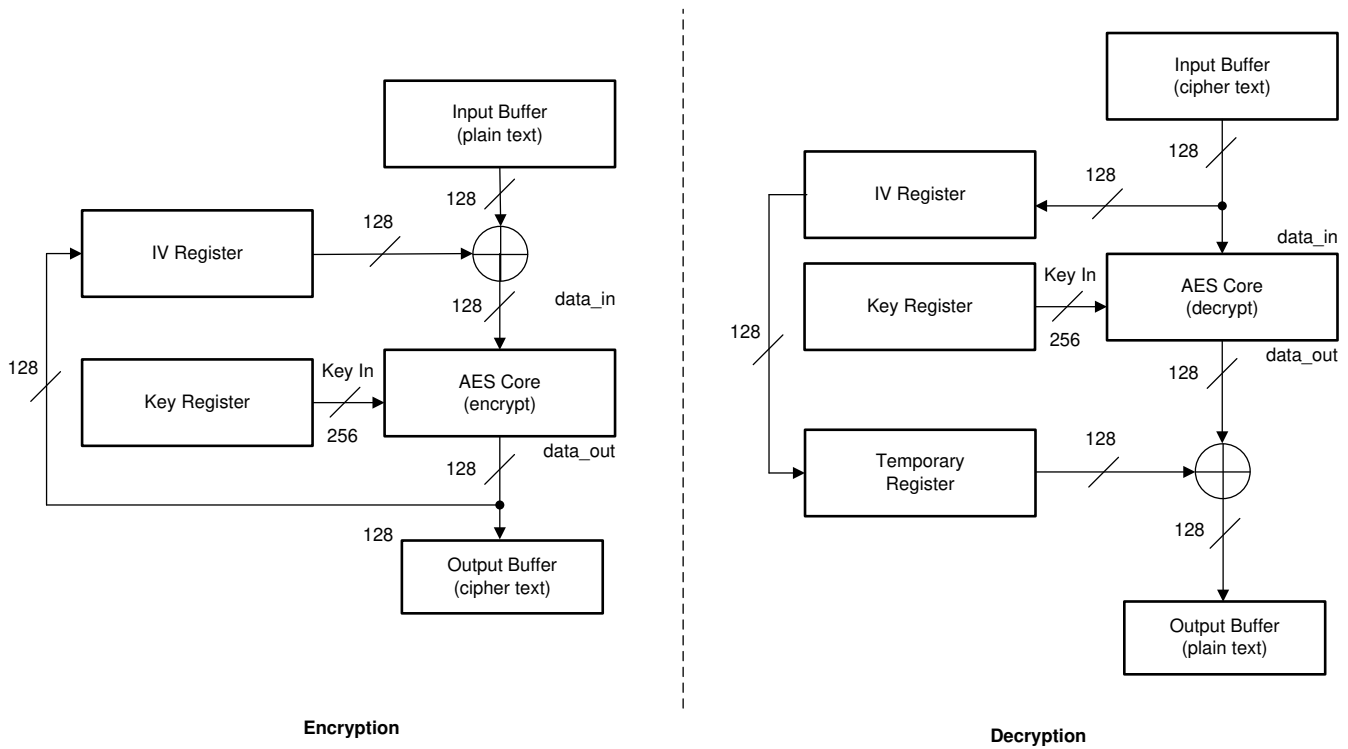 Input Buffer
(plain text)
128
IV Register
128
128
data_in
128
Key Register
Key In
256
AES Core
(encrypt)
data_out
128
128
Output Buffer
(cipher text)
Encryption
Input Buffer
(cipher text)
128
IV Register
128
data_in
Key Register
Key In
256
AES Core
(decrypt)
128
data_out
128
Temporary
Register
128
128
Output Buffer
(plain text)
Decryption